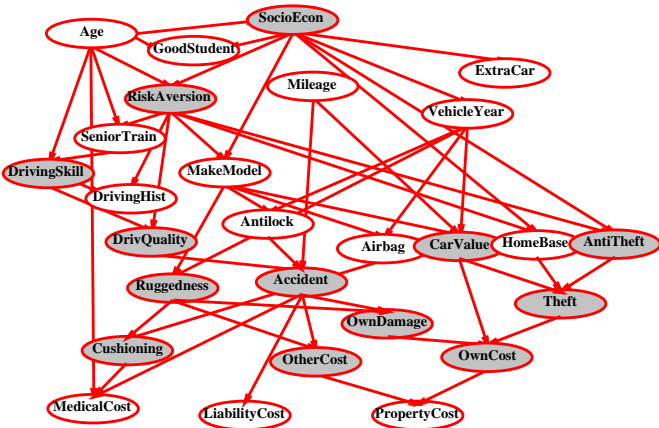 SocioEcon
Age
GoodStudent
ExtraCar
Mileage
RiskAversion
VehicleYear
SeniorTrain
DrivingSkill
MakeModel
DrivingHist
Antilock
DrivQuality
Airbag
CarValue
HomeBase
AntiTheft
Ruggedness
Accident
Theft
OwnDamage
Cushioning
OtherCost
OwnCost
MedicalCost
LiabilityCost
PropertyCost